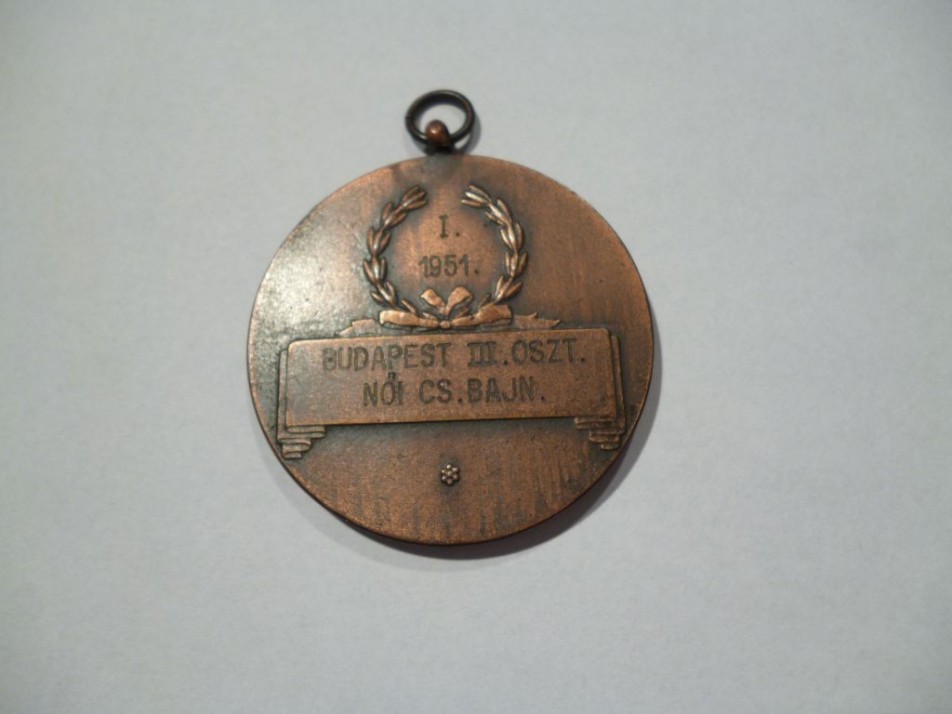 I.
1951.
BUDAPEST III.OSZT.
NŐI CS.BAJN.